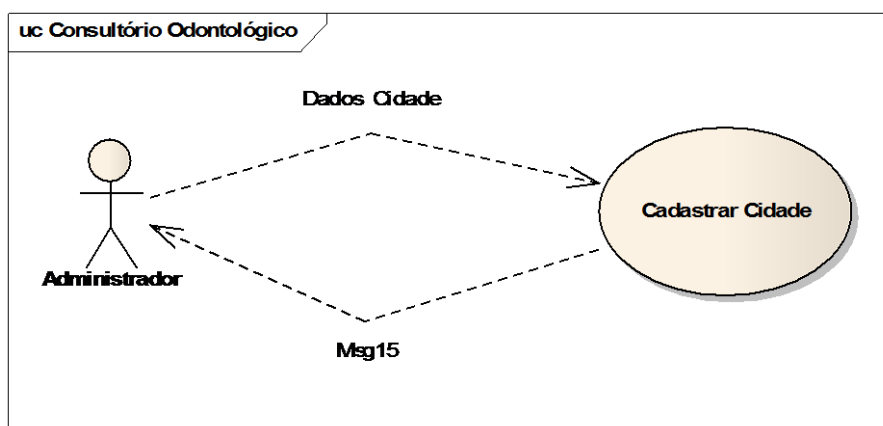 uc Consultório Odontológico
Dados Cidade
Cadastrar Cidade
Administrador
Msg15